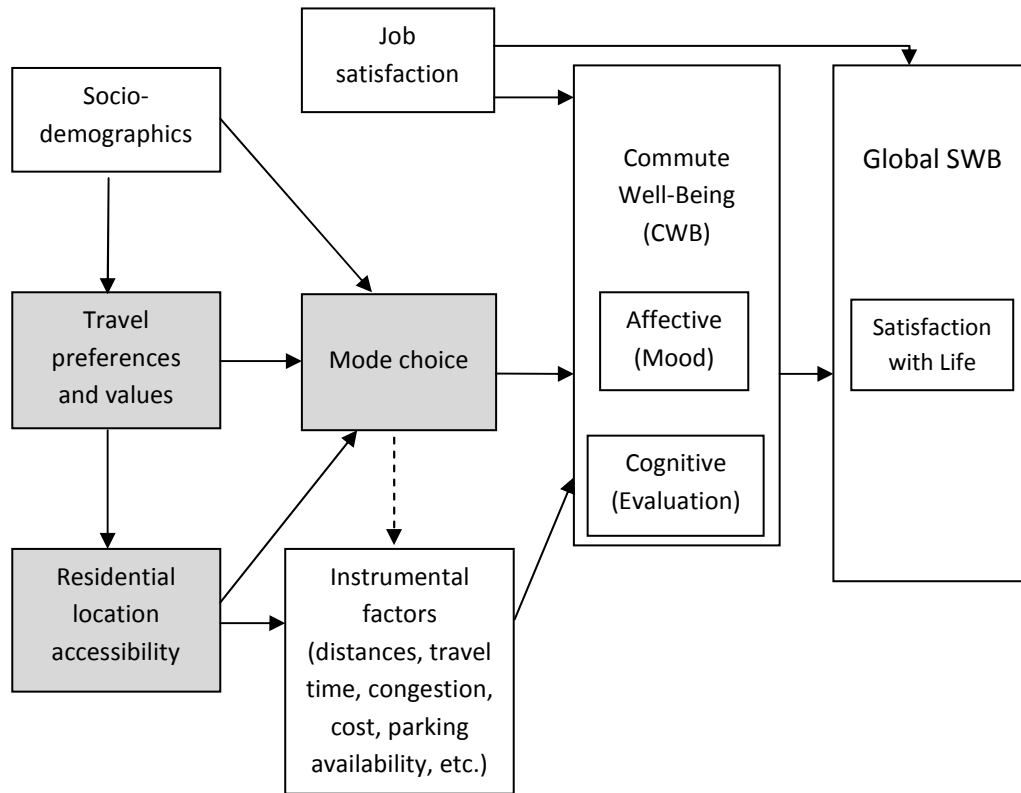 Job
satisfaction
Socio-
demographics
Commute
Well-Being
(CWB)
Global SWB
Travel
preferences
and values
Mode choice
Affective
(Mood)
Satisfaction
with Life
Cognitive
(Evaluation)
Residential
location
accessibility
Instrumental
factors
(distances, travel
time, congestion,
cost, parking
availability, etc.)